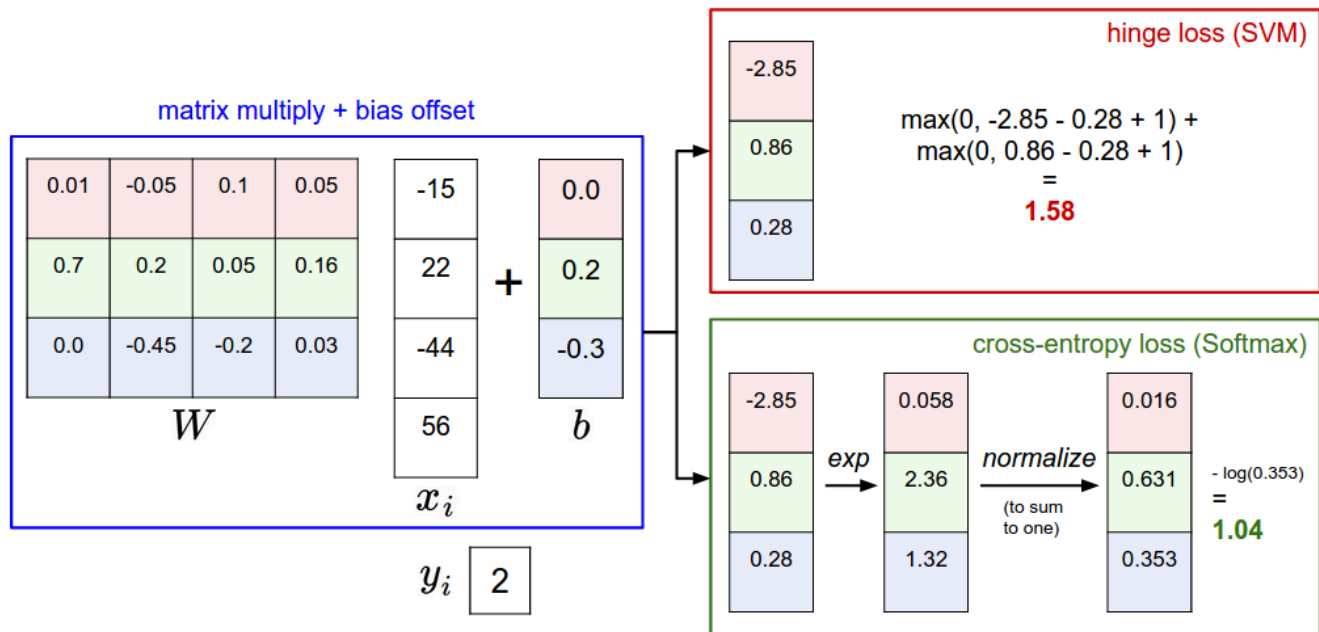 matrix multiply + bias offset
0.01 -0.05 0.1 0.05
0.7 0.2 0.05 0.16
0.0 -0.45 -0.2 0.03
W
-15
22
-44
56
x_i
+
0.0
0.2
-0.3
b
y_i 2
hinge loss (SVM)
-2.85
0.86
0.28
max(0, -2.85 - 0.28 + 1) +
max(0, 0.86 - 0.28 + 1)
=
1.58
cross-entropy loss (Softmax)
-2.85
0.86
0.28
exp
0.058
2.36
1.32
normalize
(to sum
to one)
0.016
0.631
0.353
- log(0.353)
=
1.04